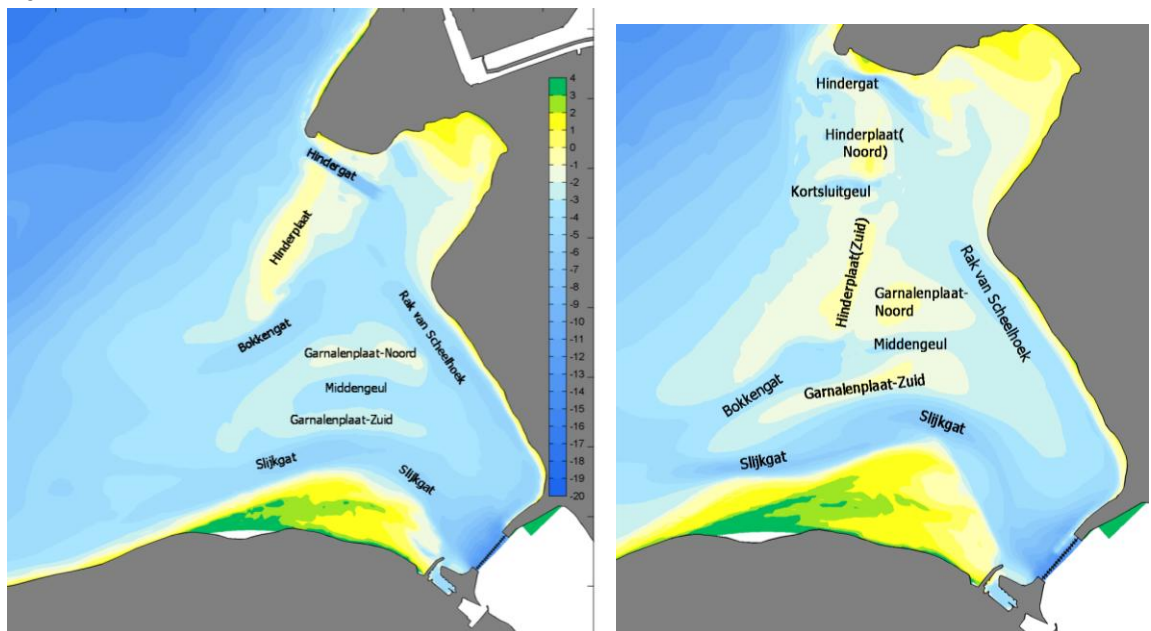 Hindergat
Hinderplaat
Bokkengat
Rak van Scheelhoek
Garnalenplaat-Noord
Middengeul
Garnalenplaat-Zuid
Slijkgat
Slijkgat
4
3
2
1
0
-1
-2
-3
-4
-5
-6
-7
-8
-9
-10
-11
-12
-13
-14
-15
-16
-17
-18
-19
-20
Hindergat
Hinderplaat(
Noord)
Kortsluitgeul
Hinderplaat(Zuid)
Rak van Scheelhoek
Garnalenplaat-
Noord
Middengeul
Bokkengat
Garnalenplaat-Zuid
Slijkgat
Slijkgat